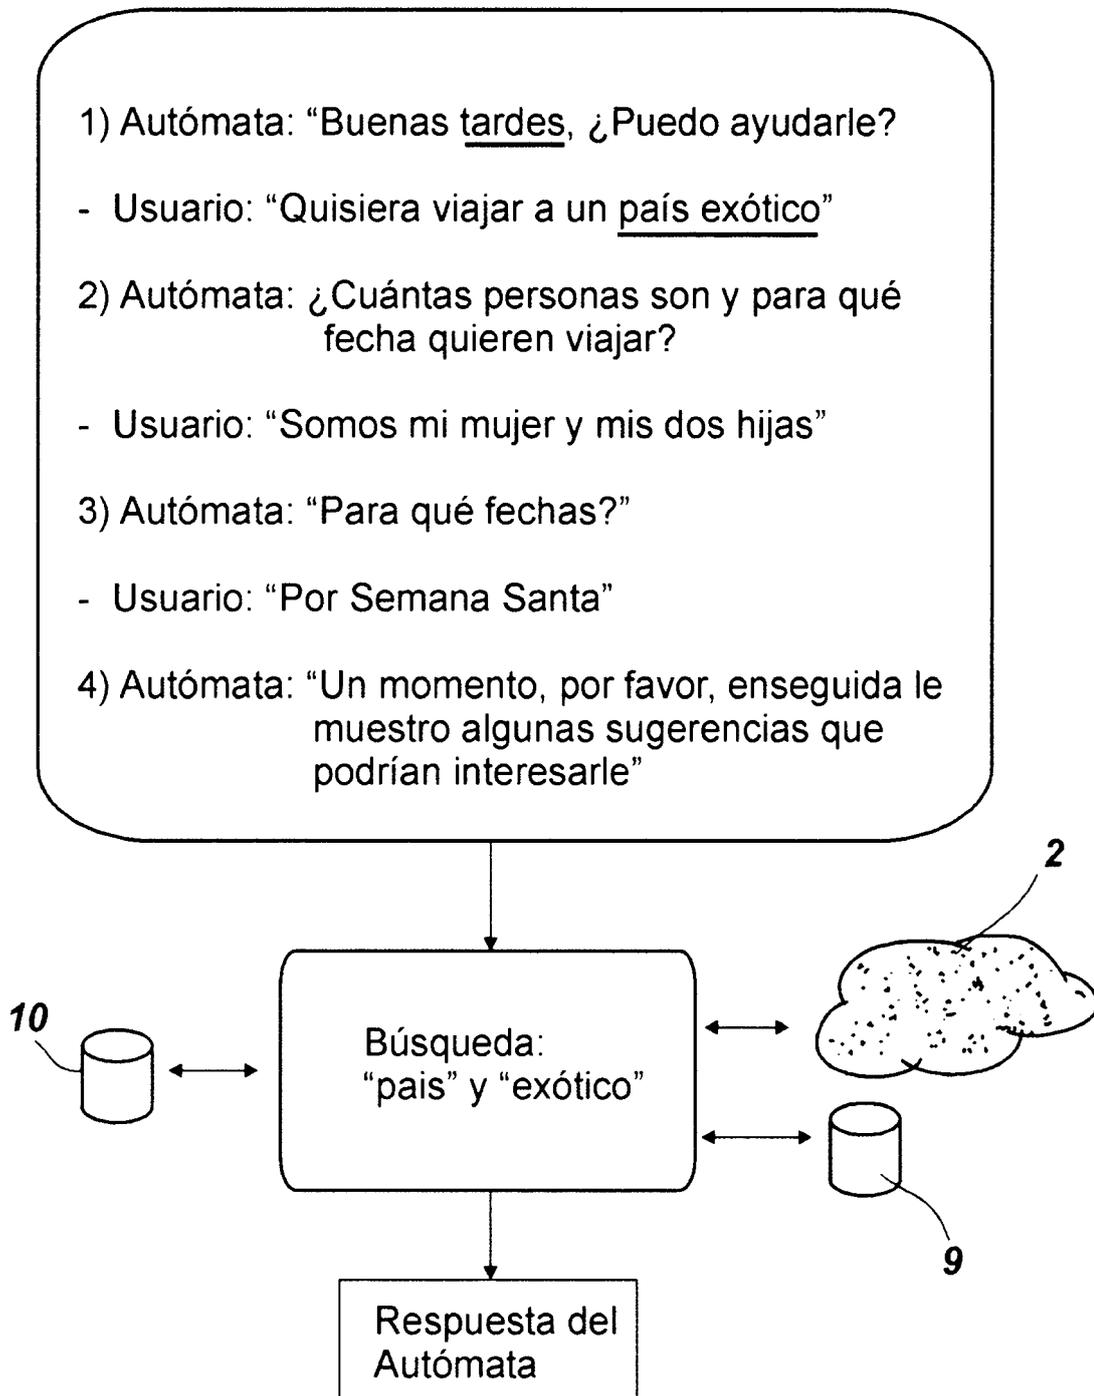 1) Autómata: “Buenas tardes, ¿Puedo ayudarle?
- Usuario: “Quisiera viajar a un país exótico”
2) Autómata: ¿Cuántas personas son y para qué
fecha quieren viajar?
- Usuario: “Somos mi mujer y mis dos hijas”
3) Autómata: “Para qué fechas?”
- Usuario: “Por Semana Santa”
4) Autómata: “Un momento, por favor, enseguida le
muestro algunas sugerencias que
podrían interesarle”
2
10
Búsqueda:
“pais” y “exótico”
9
Respuesta del
Autómata